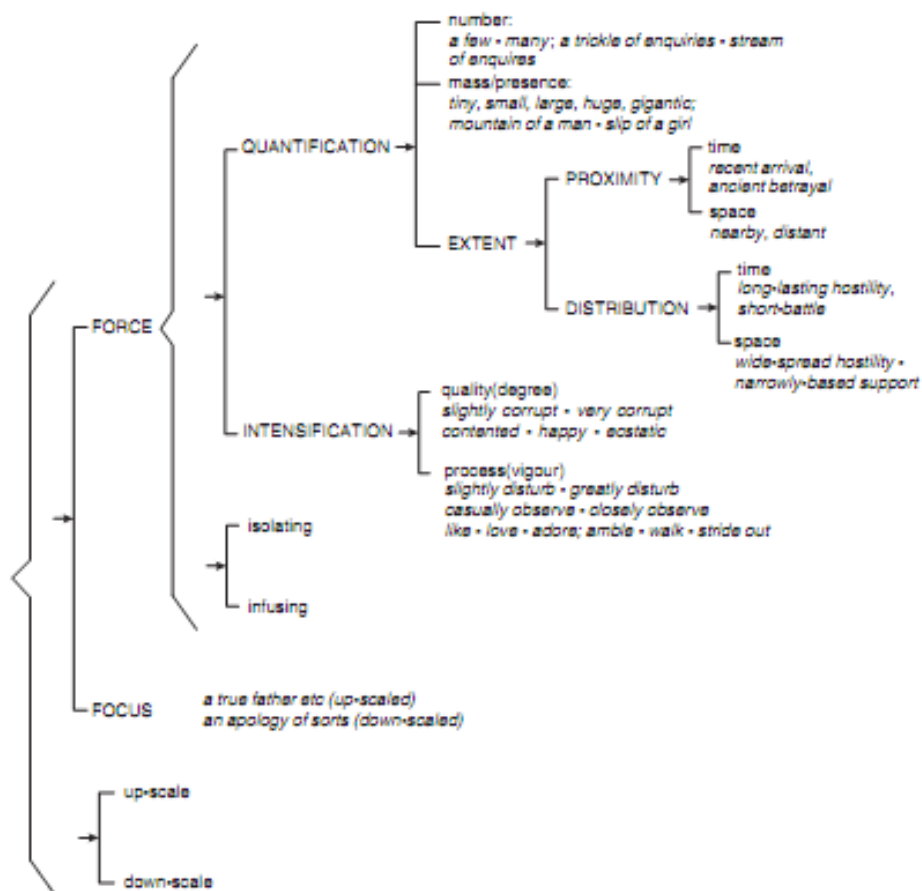 number:
a few - many; a trickle of enquiries - stream
of enquires
mass/presence:
tiny, small, large, huge, gigantic;
mountain of a man - slip of a girl
QUANTIFICATION
PROXIMITY
time
recent arrival,
ancient betrayal
space
nearby, distant
EXTENT
DISTRIBUTION
time
long-lasting hostility,
short-battle
space
wide-spread hostility -
narrowly-based support
FORCE
INTENSIFICATION
quality(degree)
slightly corrupt - very corrupt
contented - happy - ecstatic
process(vigour)
slightly disturb - greatly disturb
casually observe - closely observe
like - love - adore; amble - walk - stride out
isolating
infusing
FOCUS
a true father etc (up-scaled)
an apology of sorts (down-scaled)
up-scale
down-scale